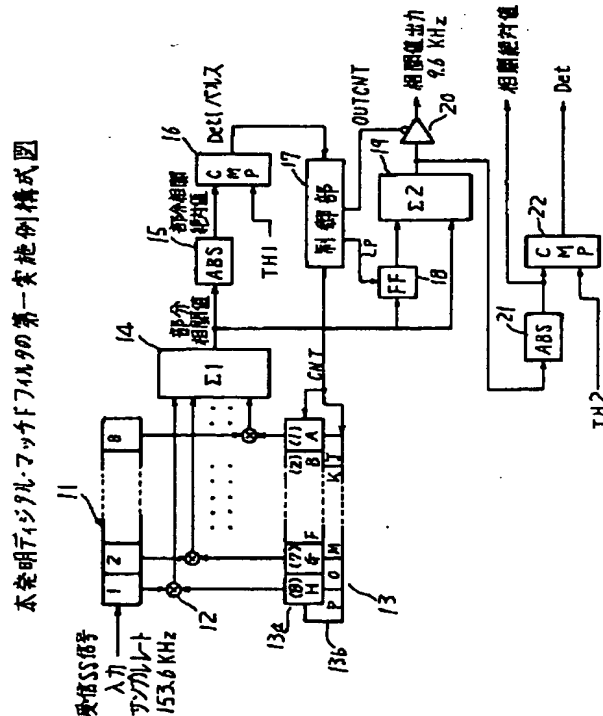 本発明ディジタル・マッチドフィルタの第一実施例構成図
受信SS信号
入力
サンプルレート
153.6 KHz
11
1
2
8
12
14
Σ1
部分
相関値
15
ABS
部分相関
絶対値
16
CMP
Det1パルス
TH1
17
制御部
CNT
LP
OUTCNT
FF
18
19
Σ2
20
相関値出力
9.6 KHz
(8)
(7)
(2)
(1)
H
G
F
B
A
P
O
M
K
I
J
13a
13b
13
21
ABS
22
CMP
TH2
相関絶対値
Det